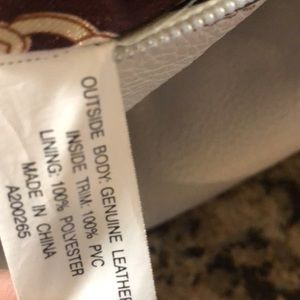 OUTSIDE BODY: GENUINE LEATHER
INSIDE TRIM: 100% PVC
LINING: 100% POLYESTER
MADE IN CHINA
A200265